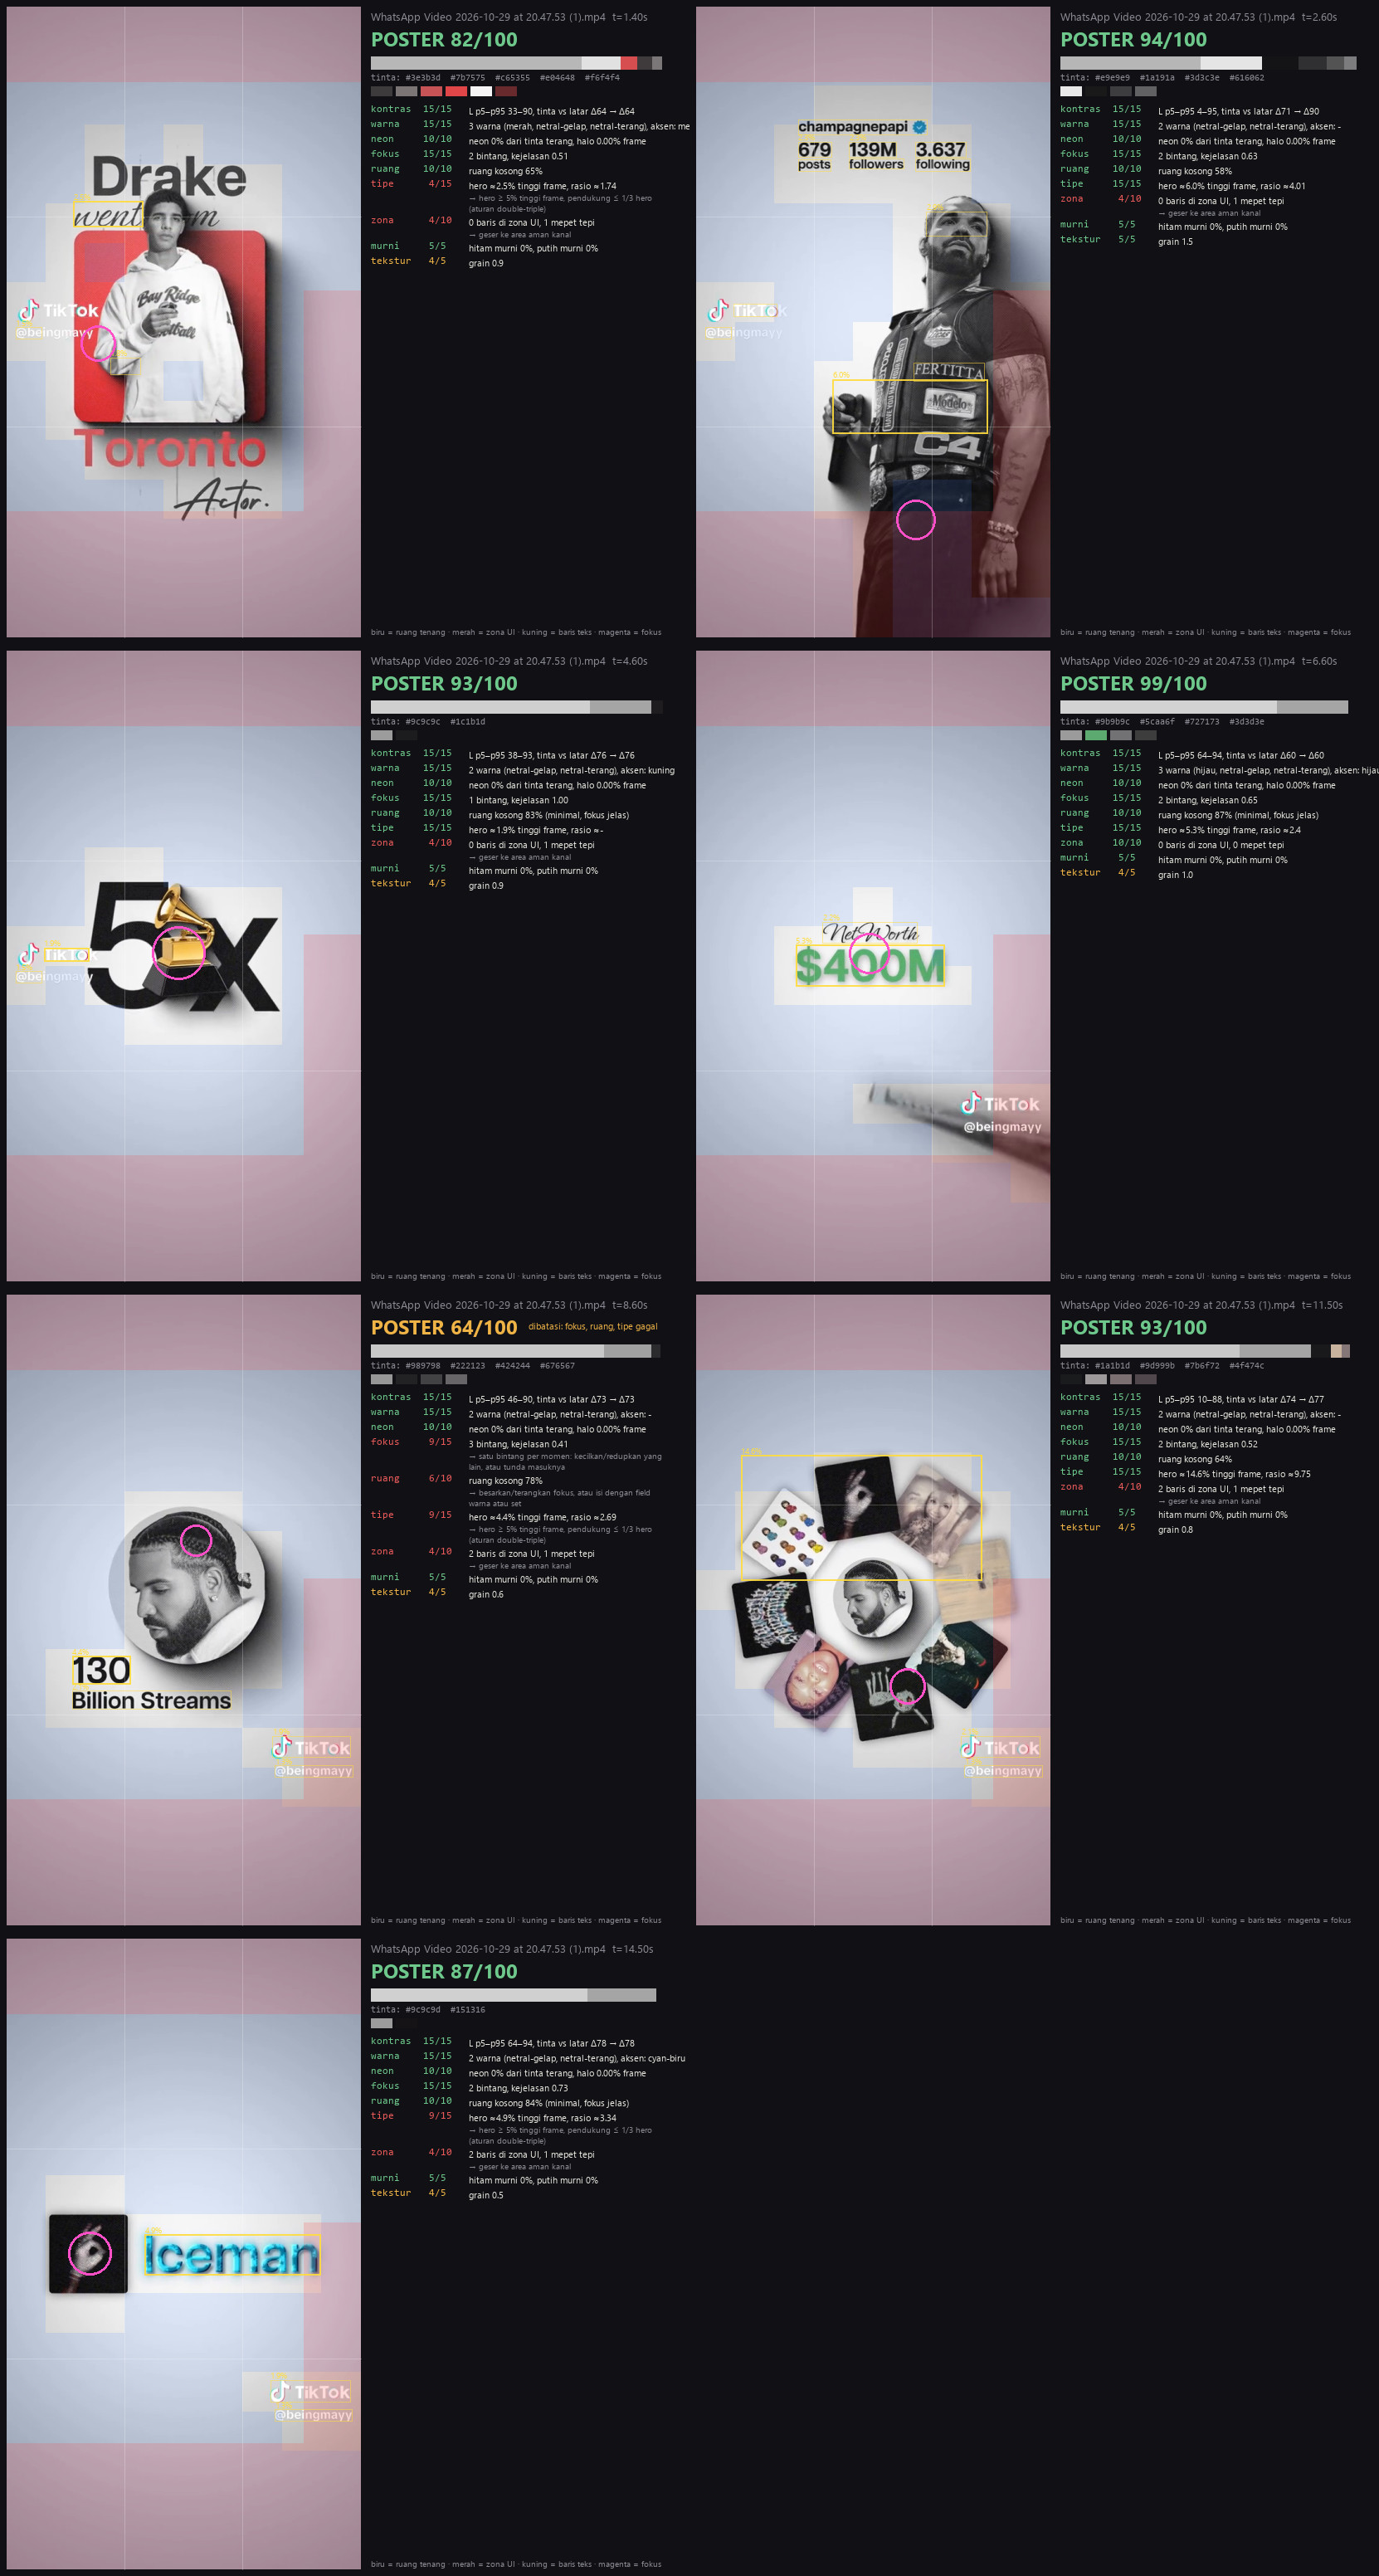 WhatsApp Video 2026-10-29 at 20.47.53 (1).mp4 t=1.40s
POSTER 82/100
tinta: #3e3b3d #7b7575 #c65355 #e04648 #f6f4f4
kontras 15/15 L p5–p95 33–90, tinta vs latar Δ64 → Δ64
warna 15/15 3 warna (merah, netral-gelap, netral-terang), aksen: me
neon 10/10 neon 0% dari tinta terang, halo 0.00% frame
fokus 15/15 2 bintang, kejelasan 0.51
ruang 10/10 ruang kosong 65%
tipe 4/15 hero ≈2.5% tinggi frame, rasio ≈1.74
→ hero ≥ 5% tinggi frame, pendukung ≤ 1/3 hero
(aturan double-triple)
zona 4/10 0 baris di zona UI, 1 mepet tepi
→ geser ke area aman kanal
murni 5/5 hitam murni 0%, putih murni 0%
tekstur 4/5 grain 0.9
Drake
went
Bay Ridge
TikTok
@beingmayy
Toronto
Actor.
biru = ruang tenang · merah = zona UI · kuning = baris teks · magenta = fokus
WhatsApp Video 2026-10-29 at 20.47.53 (1).mp4 t=2.60s
POSTER 94/100
tinta: #e9e9e9 #1a191a #3d3c3e #616062
kontras 15/15 L p5–p95 4–95, tinta vs latar Δ71 → Δ90
warna 15/15 2 warna (netral-gelap, netral-terang), aksen: -
neon 10/10 neon 0% dari tinta terang, halo 0.00% frame
fokus 15/15 2 bintang, kejelasan 0.63
ruang 10/10 ruang kosong 58%
tipe 15/15 hero ≈6.0% tinggi frame, rasio ≈4.01
zona 4/10 0 baris di zona UI, 1 mepet tepi
→ geser ke area aman kanal
murni 5/5 hitam murni 0%, putih murni 0%
tekstur 5/5 grain 1.5
champagnepapi
679 139M 3.637
posts followers following
TikTok
@beingmayy
8.0%
FERTITTA
Modelo
C4
biru = ruang tenang · merah = zona UI · kuning = baris teks · magenta = fokus
WhatsApp Video 2026-10-29 at 20.47.53 (1).mp4 t=4.60s
POSTER 93/100
tinta: #9c9c9c #1c1b1d
kontras 15/15 L p5–p95 38–93, tinta vs latar Δ76 → Δ76
warna 15/15 2 warna (netral-gelap, netral-terang), aksen: kuning
neon 10/10 neon 0% dari tinta terang, halo 0.00% frame
fokus 15/15 1 bintang, kejelasan 1.00
ruang 10/10 ruang kosong 83% (minimal, fokus jelas)
tipe 15/15 hero ≈1.9% tinggi frame, rasio ≈-
zona 4/10 0 baris di zona UI, 1 mepet tepi
→ geser ke area aman kanal
murni 5/5 hitam murni 0%, putih murni 0%
tekstur 4/5 grain 0.9
5x
TikTok
@beingmayy
biru = ruang tenang · merah = zona UI · kuning = baris teks · magenta = fokus
WhatsApp Video 2026-10-29 at 20.47.53 (1).mp4 t=6.60s
POSTER 99/100
tinta: #9b9b9c #5caa6f #727173 #3d3d3e
kontras 15/15 L p5–p95 64–94, tinta vs latar Δ60 → Δ60
warna 15/15 3 warna (hijau, netral-gelap, netral-terang), aksen: hijau
neon 10/10 neon 0% dari tinta terang, halo 0.00% frame
fokus 15/15 2 bintang, kejelasan 0.65
ruang 10/10 ruang kosong 87% (minimal, fokus jelas)
tipe 15/15 hero ≈5.3% tinggi frame, rasio ≈2.4
zona 10/10 0 baris di zona UI, 0 mepet tepi
murni 5/5 hitam murni 0%, putih murni 0%
tekstur 4/5 grain 1.0
Net Worth
$400M
TikTok
@beingmayy
biru = ruang tenang · merah = zona UI · kuning = baris teks · magenta = fokus
WhatsApp Video 2026-10-29 at 20.47.53 (1).mp4 t=8.60s
POSTER 64/100 dibatasi: fokus, ruang, tipe gagal
tinta: #989798 #222123 #424244 #676567
kontras 15/15 L p5–p95 46–90, tinta vs latar Δ73 → Δ73
warna 15/15 2 warna (netral-gelap, netral-terang), aksen: -
neon 10/10 neon 0% dari tinta terang, halo 0.00% frame
fokus 9/15 3 bintang, kejelasan 0.41
→ satu bintang per momen: kecilkan/redupkan yang
lain, atau tunda masuknya
ruang 6/10 ruang kosong 78%
→ besarkan/terangkan fokus, atau isi dengan field
warna atau set
tipe 9/15 hero ≈4.4% tinggi frame, rasio ≈2.69
→ hero ≥ 5% tinggi frame, pendukung ≤ 1/3 hero
(aturan double-triple)
zona 4/10 2 baris di zona UI, 1 mepet tepi
→ geser ke area aman kanal
murni 5/5 hitam murni 0%, putih murni 0%
tekstur 4/5 grain 0.6
130
Billion Streams
TikTok
@beingmayy
biru = ruang tenang · merah = zona UI · kuning = baris teks · magenta = fokus
WhatsApp Video 2026-10-29 at 20.47.53 (1).mp4 t=11.50s
POSTER 93/100
tinta: #1a1b1d #9d999b #7b6f72 #4f474c
kontras 15/15 L p5–p95 10–88, tinta vs latar Δ74 → Δ77
warna 15/15 2 warna (netral-gelap, netral-terang), aksen: -
neon 10/10 neon 0% dari tinta terang, halo 0.00% frame
fokus 15/15 2 bintang, kejelasan 0.52
ruang 10/10 ruang kosong 64%
tipe 15/15 hero ≈14.6% tinggi frame, rasio ≈9.75
zona 4/10 2 baris di zona UI, 1 mepet tepi
→ geser ke area aman kanal
murni 5/5 hitam murni 0%, putih murni 0%
tekstur 4/5 grain 0.8
14.6%
TikTok
@beingmayy
biru = ruang tenang · merah = zona UI · kuning = baris teks · magenta = fokus
WhatsApp Video 2026-10-29 at 20.47.53 (1).mp4 t=14.50s
POSTER 87/100
tinta: #9c9c9d #151316
kontras 15/15 L p5–p95 64–94, tinta vs latar Δ78 → Δ78
warna 15/15 2 warna (netral-gelap, netral-terang), aksen: cyan-biru
neon 10/10 neon 0% dari tinta terang, halo 0.00% frame
fokus 15/15 2 bintang, kejelasan 0.73
ruang 10/10 ruang kosong 84% (minimal, fokus jelas)
tipe 9/15 hero ≈4.9% tinggi frame, rasio ≈3.34
→ hero ≥ 5% tinggi frame, pendukung ≤ 1/3 hero
(aturan double-triple)
zona 4/10 2 baris di zona UI, 1 mepet tepi
→ geser ke area aman kanal
murni 5/5 hitam murni 0%, putih murni 0%
tekstur 4/5 grain 0.5
Iceman
TikTok
@beingmayy
biru = ruang tenang · merah = zona UI · kuning = baris teks · magenta = fokus